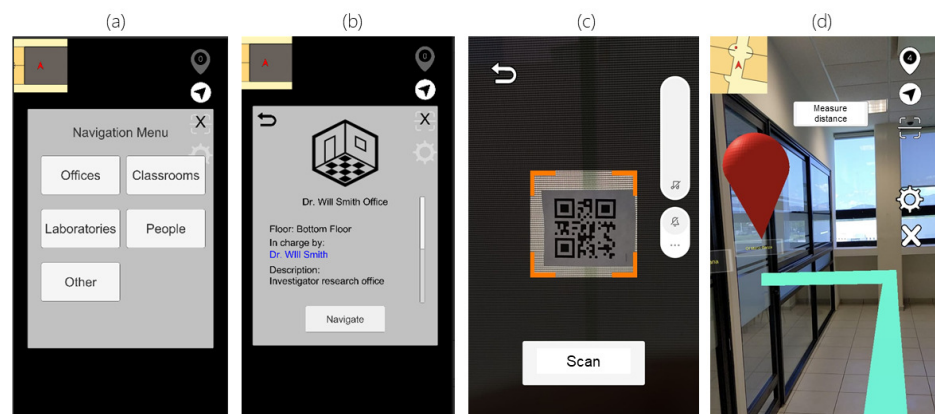 (a)
(b)
(c)
(d)
0
Navigation Menu
X
Offices
Classrooms
Laboratories
People
Other
0
X
Dr. Will Smith Office
Floor: Bottom Floor
In charge by:
Dr. WIll Smith
Description:
Investigator research office
Navigate
Scan
4
Measure
distance